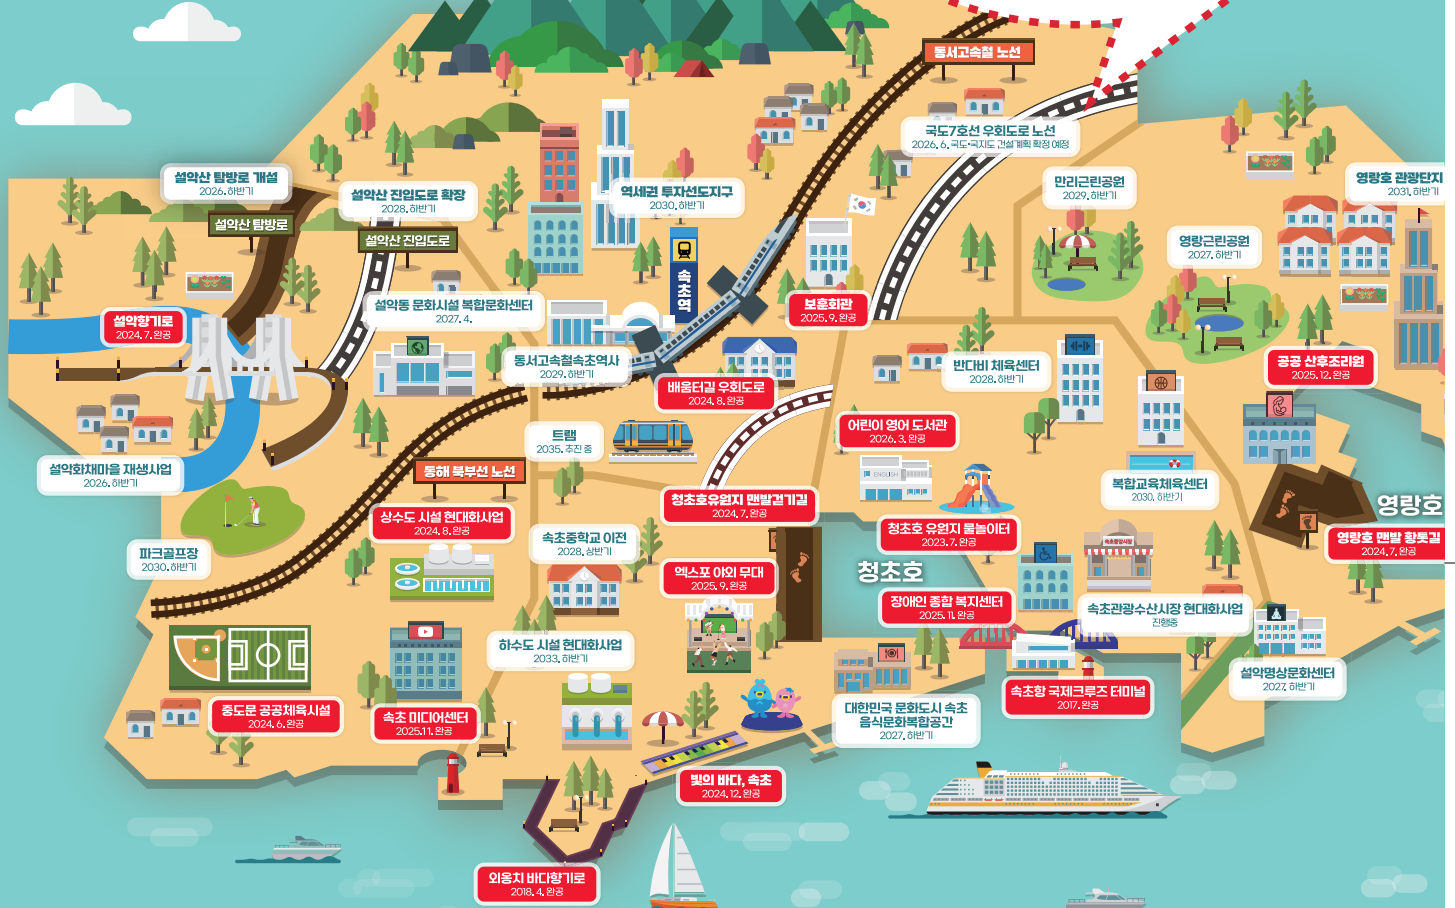 동서고속철 노선
국도7호선 우회도로 노선
2026. 6. 국도·국지도 건설계획 확정 예정
설악산 탐방로 개설
2026. 하반기
설악산 탐방로
설악산 진입도로 확장
2028. 하반기
설악산 진입도로
역세권 투자선도지구
2030. 하반기
만리근린공원
2029. 하반기
영랑호 관광단지
2031. 하반기
영랑근린공원
2027. 하반기
속초역
설악향기로
2024. 7. 완공
설악동 문화시설 복합문화센터
2027. 4.
보훈회관
2025. 9. 완공
동서고속철속초역사
2029. 하반기
배움터길 우회도로
2024. 8. 완공
반다비 체육센터
2028. 하반기
공공 산후조리원
2025. 12. 완공
트램
2035. 추진 중
어린이 영어 도서관
2026. 3. 완공
ENGLISH
설악화채마을 재생사업
2026. 하반기
동해 북부선 노선
복합교육체육센터
2030. 하반기
영랑호
청초호유원지 맨발걷기길
2024. 7. 완공
상수도 시설 현대화사업
2024. 8. 완공
청초호 유원지 물놀이터
2023. 7. 완공
영랑호 맨발 황톳길
2024. 7. 완공
속초중학교 이전
2028. 상반기
속초중앙시장
파크골프장
2030. 하반기
엑스포 야외 무대
2025. 9. 완공
청초호
장애인 종합 복지센터
2025. 11. 완공
속초관광수산시장 현대화사업
진행중
하수도 시설 현대화사업
2033. 하반기
설악명상문화센터
2027. 하반기
중도문 공공체육시설
2024. 6. 완공
속초 미디어센터
2025.11. 완공
속초항 국제크루즈 터미널
2017. 완공
대한민국 문화도시 속초
음식문화복합공간
2027. 하반기
빛의 바다, 속초
2024. 12. 완공
외옹치 바다향기로
2018. 4. 완공